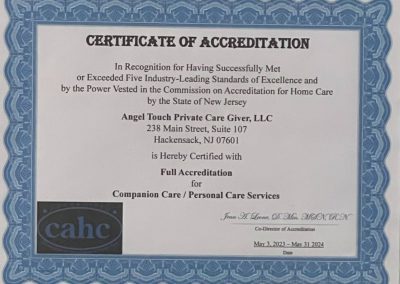 CERTIFICATE OF ACCREDITATION
In Recognition for Having Successfully Met
or Exceeded Five Industry-Leading Standards of Excellence and
by the Power Vested in the Commission on Accreditation for Home Care
by the State of New Jersey
Angel Touch Private Care Giver, LLC
238 Main Street, Suite 107
Hackensack, NJ 07601
is Hereby Certified with
Full Accreditation
for
Companion Care / Personal Care Services
cahc
Jean A.
Co-Director of Accreditation
May 3, 2023 – May 31 2024
Date